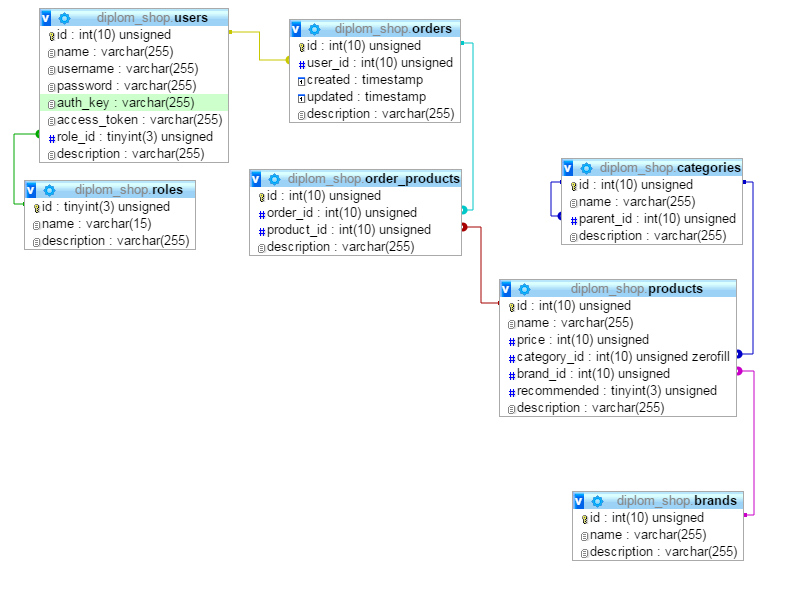 diplom_shop.users
id : int(10) unsigned
name : varchar(255)
username : varchar(255)
password : varchar(255)
auth_key : varchar(255)
access_token : varchar(255)
role_id : tinyint(3) unsigned
description : varchar(255)
diplom_shop.orders
id : int(10) unsigned
user_id : int(10) unsigned
created : timestamp
updated : timestamp
description : varchar(255)
diplom_shop.roles
id : tinyint(3) unsigned
name : varchar(15)
description : varchar(255)
diplom_shop.order_products
id : int(10) unsigned
order_id : int(10) unsigned
product_id : int(10) unsigned
description : varchar(255)
diplom_shop.categories
id : int(10) unsigned
name : varchar(255)
parent_id : int(10) unsigned
description : varchar(255)
diplom_shop.products
id : int(10) unsigned
name : varchar(255)
price : int(10) unsigned
category_id : int(10) unsigned zerofill
brand_id : int(10) unsigned
recommended : tinyint(3) unsigned
description : varchar(255)
diplom_shop.brands
id : int(10) unsigned
name : varchar(255)
description : varchar(255)